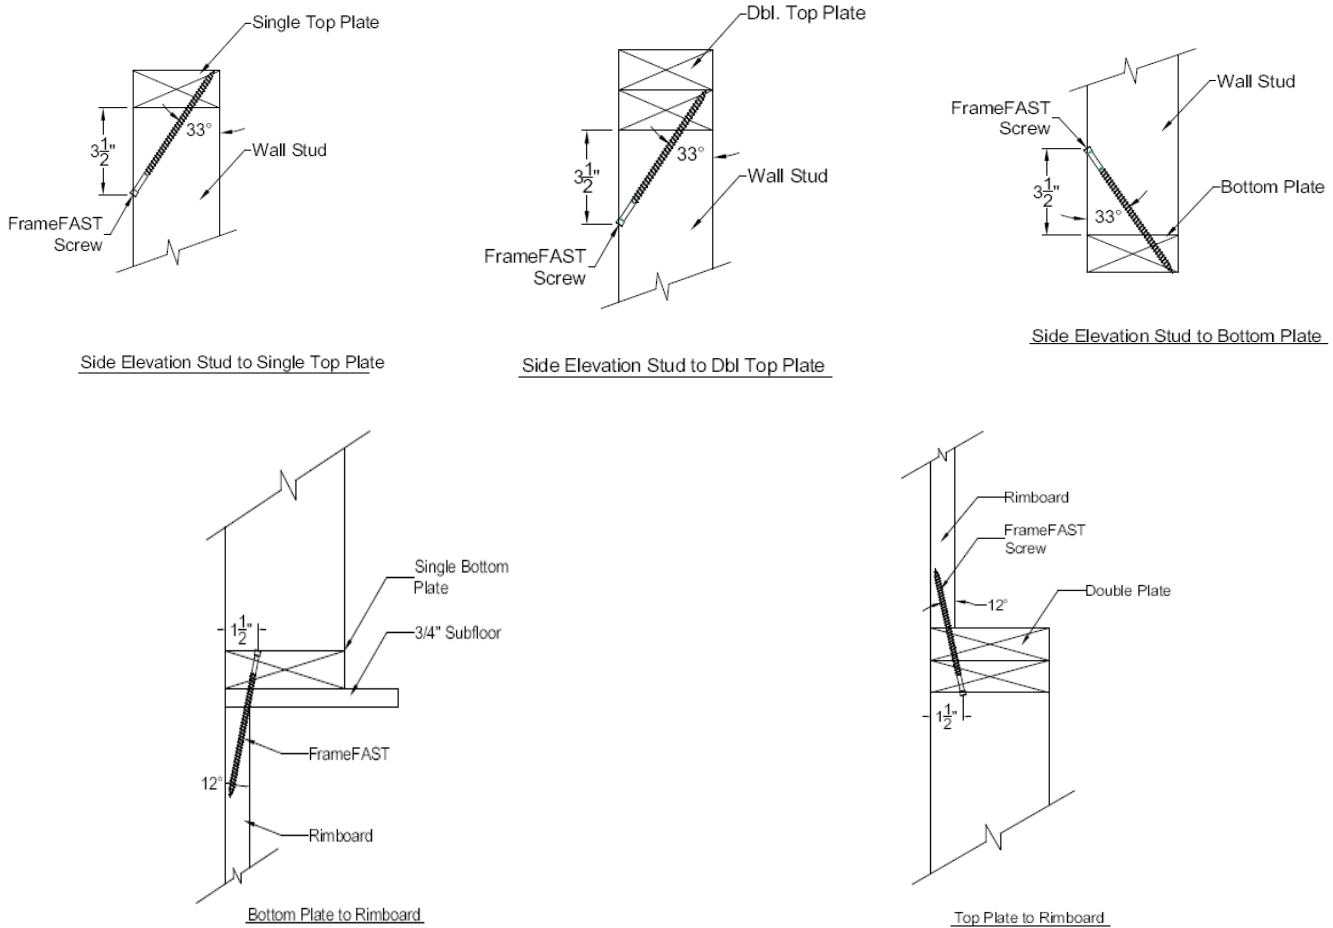 Single Top Plate
33°
3 1/2"
Wall Stud
FrameFAST
Screw
Side Elevation Stud to Single Top Plate
Dbl. Top Plate
33°
3 1/2"
Wall Stud
FrameFAST
Screw
Side Elevation Stud to Dbl Top Plate
Wall Stud
FrameFAST
Screw
3 1/2"
Bottom Plate
33°
Side Elevation Stud to Bottom Plate
Single Bottom
Plate
1 1/2"
3/4" Subfloor
FrameFAST
12°
Rimboard
Bottom Plate to Rimboard
Rimboard
FrameFAST
Screw
Double Plate
12°
1 1/2"
Top Plate to Rimboard